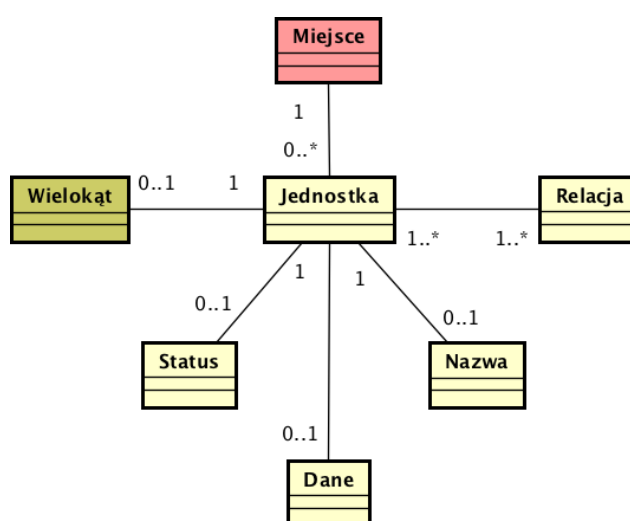 Miejsce
1
0..*
Wielokąt
0..1
1
Jednostka
1..*
1..*
Relacja
0..1
1
1
0..1
Status
Nazwa
0..1
Dane